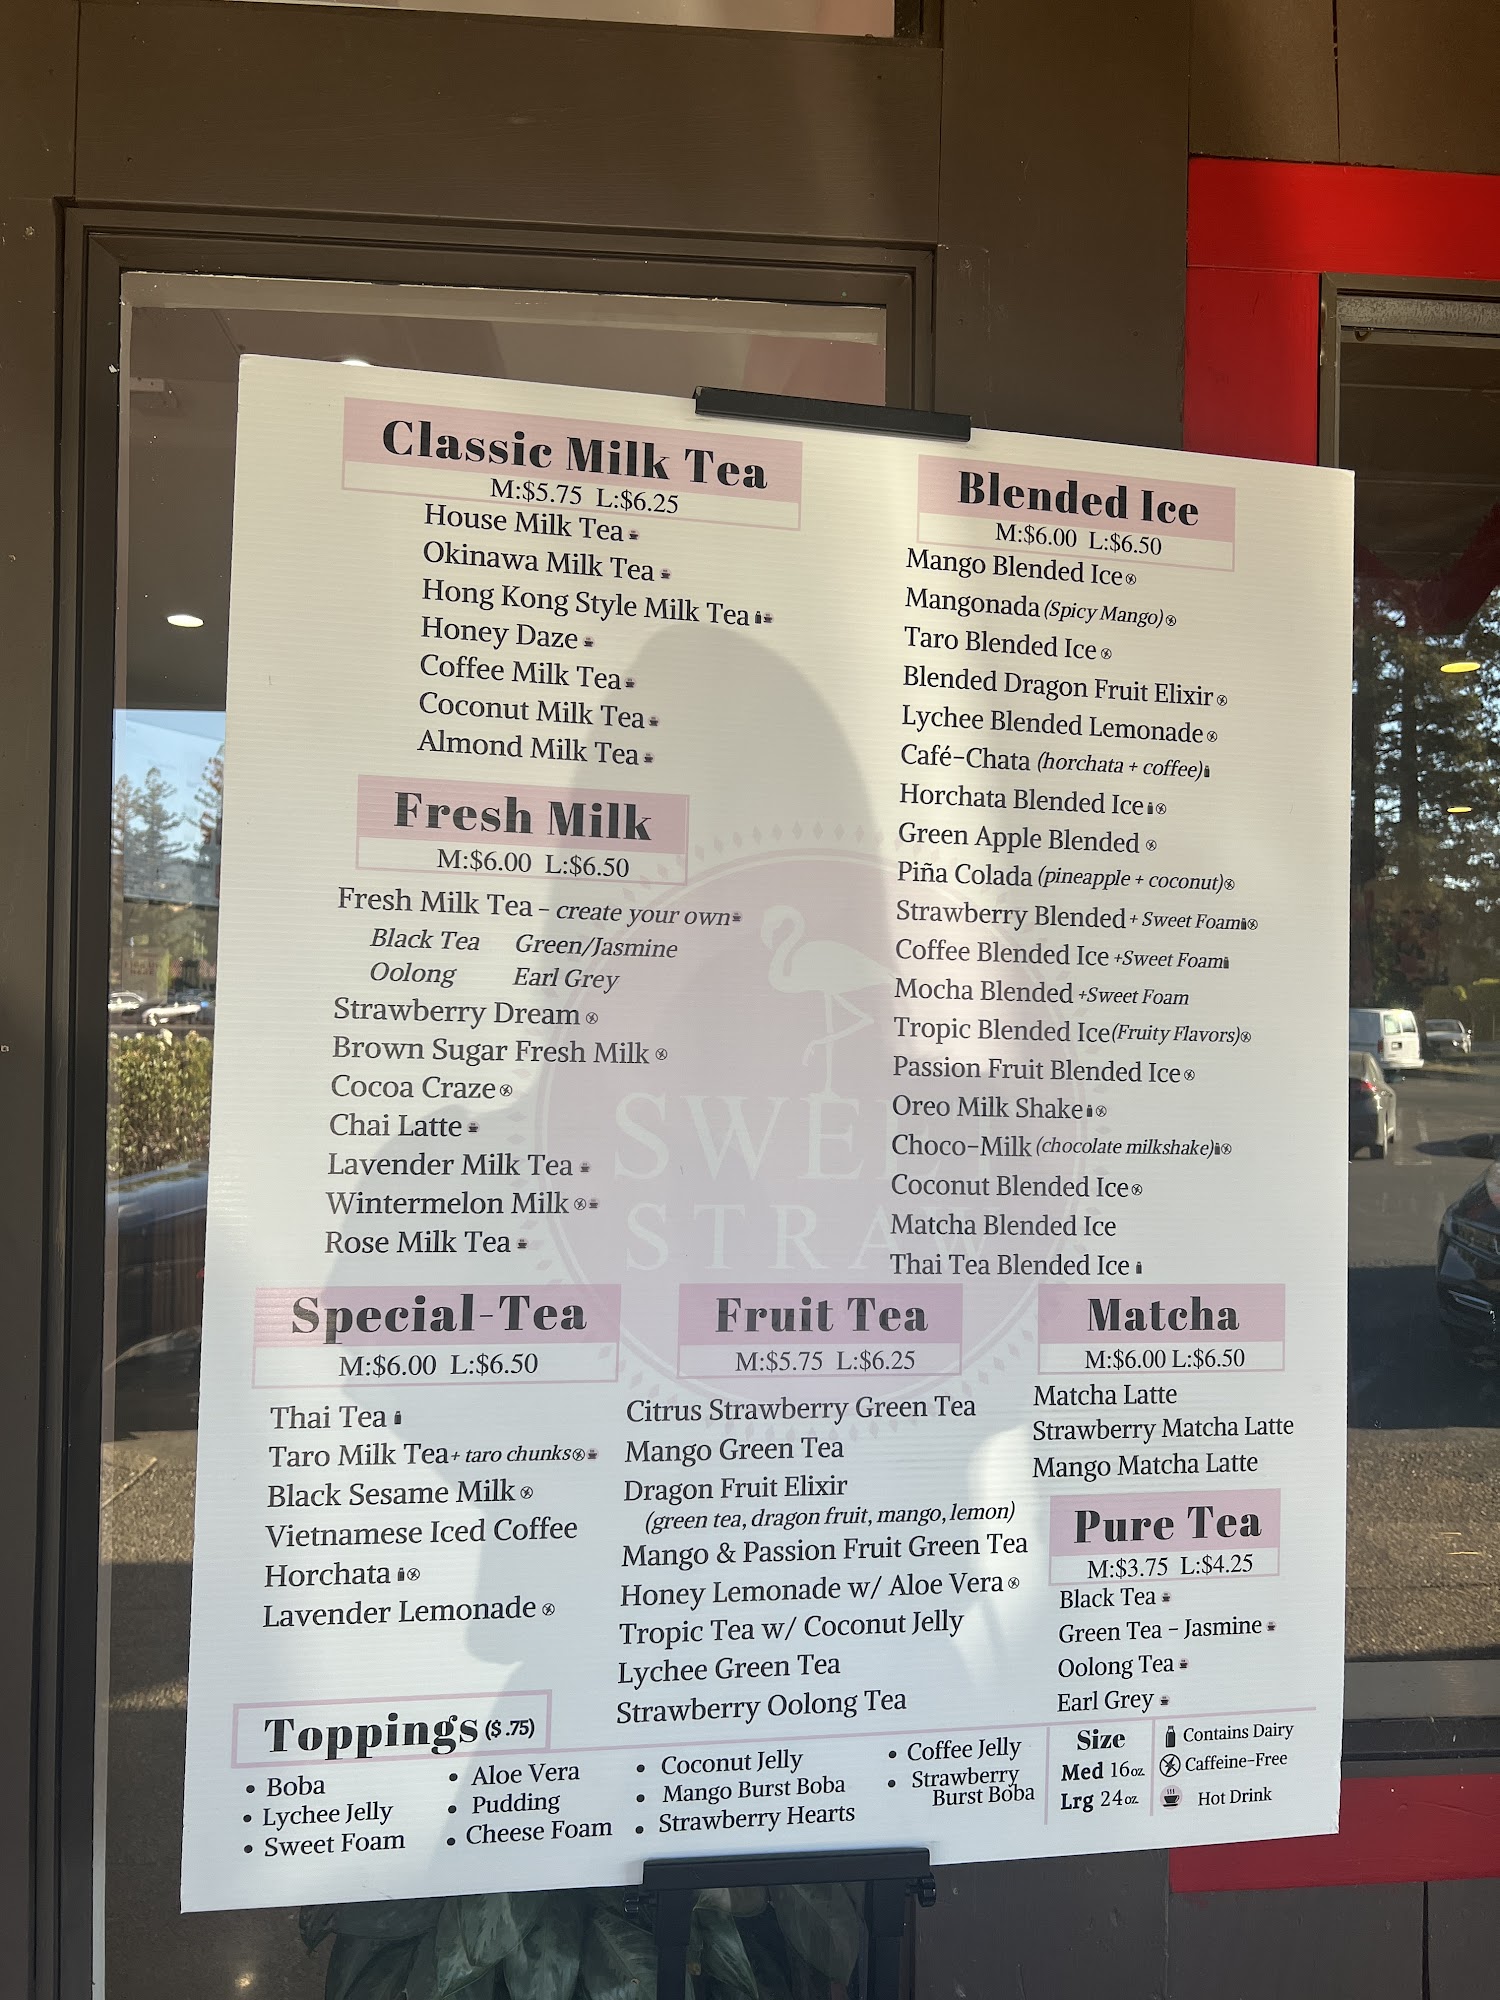 Classic Milk Tea
M:$5.75 L:$6.25
House Milk Tea
Okinawa Milk Tea
Hong Kong Style Milk Tea
Honey Daze
Coffee Milk Tea
Coconut Milk Tea
Almond Milk Tea
Fresh Milk
M:$6.00 L:$6.50
Fresh Milk Tea - create your own
Black Tea Green/Jasmine
Oolong Earl Grey
Strawberry Dream
Brown Sugar Fresh Milk
Cocoa Craze
Chai Latte
Lavender Milk Tea
Wintermelon Milk
Rose Milk Tea
Blended Ice
M:$6.00 L:$6.50
Mango Blended Ice
Mangonada (Spicy Mango)
Taro Blended Ice
Blended Dragon Fruit Elixir
Lychee Blended Lemonade
Café-Chata (horchata + coffee)
Horchata Blended Ice
Green Apple Blended
Piña Colada (pineapple + coconut)
Strawberry Blended + Sweet Foam
Coffee Blended Ice +Sweet Foam
Mocha Blended +Sweet Foam
Tropic Blended Ice(Fruity Flavors)
Passion Fruit Blended Ice
Oreo Milk Shake
Choco-Milk (chocolate milkshake)
Coconut Blended Ice
Matcha Blended Ice
Thai Tea Blended Ice
SWEET
STRAW
Special-Tea
M:$6.00 L:$6.50
Thai Tea
Taro Milk Tea+ taro chunks
Black Sesame Milk
Vietnamese Iced Coffee
Horchata
Lavender Lemonade
Fruit Tea
M:$5.75 L:$6.25
Citrus Strawberry Green Tea
Mango Green Tea
Dragon Fruit Elixir
(green tea, dragon fruit, mango, lemon)
Mango & Passion Fruit Green Tea
Honey Lemonade w/ Aloe Vera
Tropic Tea w/ Coconut Jelly
Lychee Green Tea
Strawberry Oolong Tea
Matcha
M:$6.00 L:$6.50
Matcha Latte
Strawberry Matcha Latte
Mango Matcha Latte
Pure Tea
M:$3.75 L:$4.25
Black Tea
Green Tea - Jasmine
Oolong Tea
Earl Grey
Toppings ($ .75)
• Boba
• Lychee Jelly
• Sweet Foam
• Aloe Vera
• Pudding
• Cheese Foam
• Coconut Jelly
• Mango Burst Boba
• Strawberry Hearts
• Coffee Jelly
• Strawberry
Burst Boba
Size
Med 16oz
Lrg 24oz
Contains Dairy
Caffeine-Free
Hot Drink